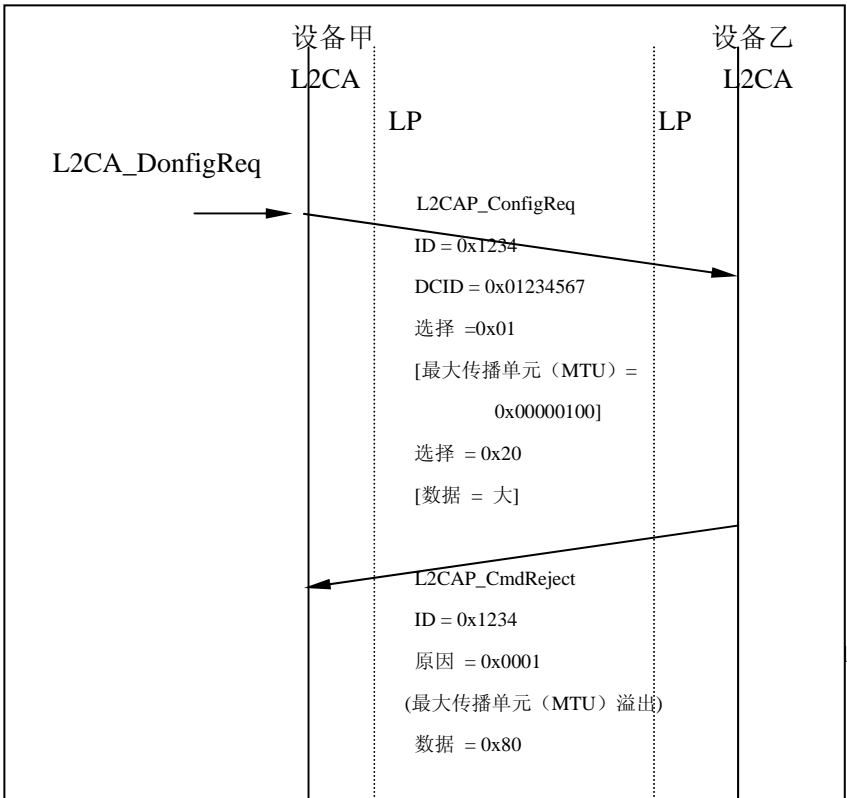 设备甲 设备乙
L2CA L2CA
LP LP
L2CA_DonfigReq
L2CAP_ConfigReq
ID = 0x1234
DCID = 0x01234567
选择 =0x01
[最大传播单元（MTU）=
0x00000100]
选择 = 0x20
[数据 = 大]
L2CAP_CmdReject
ID = 0x1234
原因 = 0x0001
(最大传播单元（MTU）溢出)
数据 = 0x80